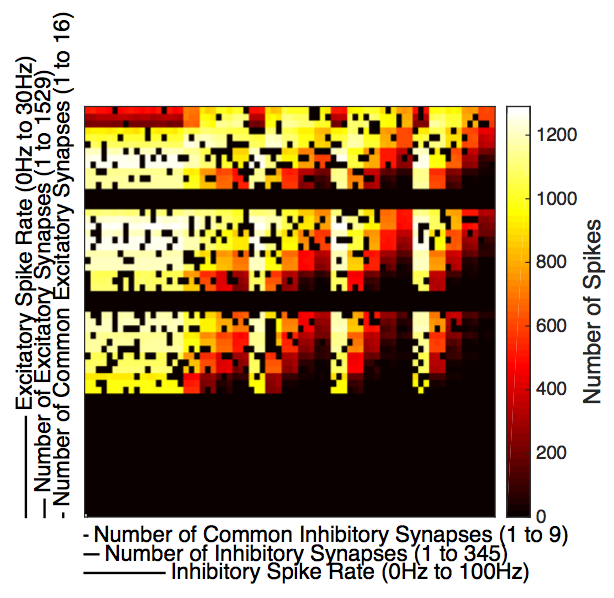 Excitatory Spike Rate (0Hz to 30Hz)
Number of Excitatory Synapses (1 to 1529)
Number of Common Excitatory Synapses (1 to 16)
1200
1000
800
600
400
200
0
Number of Spikes
Number of Common Inhibitory Synapses (1 to 9)
Number of Inhibitory Synapses (1 to 345)
Inhibitory Spike Rate (0Hz to 100Hz)